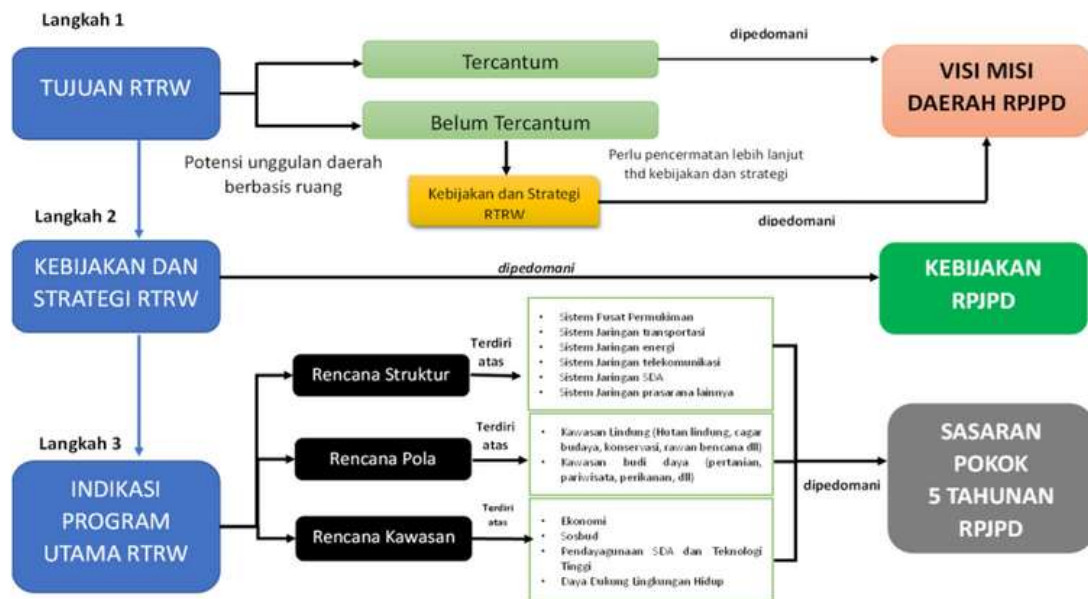 Langkah 1
TUJUAN RTRW
Tercantum
dipedomani
VISI MISI
DAERAH RPJPD
Belum Tercantum
Potensi unggulan daerah
berbasis ruang
Perlu pencermatan lebih lanjut
thd kebijakan dan strategi
Kebijakan dan Strategi
RTRW
dipedomani
Langkah 2
KEBIJAKAN DAN
STRATEGI RTRW
dipedomani
KEBIJAKAN
RPJPD
Langkah 3
INDIKASI
PROGRAM
UTAMA RTRW
Rencana Struktur
Terdiri
atas
• Sistem Pusat Permukiman
• Sistem Jaringan transportasi
• Sistem Jaringan energi
• Sistem Jaringan telekomunikasi
• Sistem Jaringan SDA
• Sistem Jaringan prasarana lainnya
Rencana Pola
Terdiri
atas
• Kawasan Lindung (Hutan lindung, cagar
budaya, konservasi, rawan bencana dll)
• Kawasan budi daya (pertanian,
pariwisata, perikanan, dll)
Rencana Kawasan
Terdiri
atas
• Ekonomi
• Sosbud
• Pendayagunaan SDA dan Teknologi
Tinggi
• Daya Dukung Lingkungan Hidup
dipedomani
SASARAN
POKOK
5 TAHUNAN
RPJPD